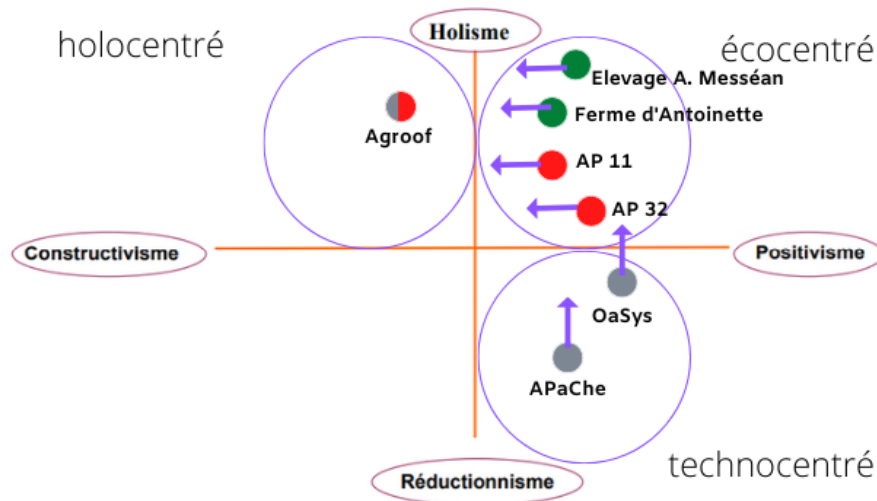 holocentré
Holisme
écocentré
Elevage A. Messéan
Ferme d'Antoinette
Agroof
AP 11
AP 32
Constructivisme
Positivisme
OaSys
APaChe
Réductionnisme
technocentré